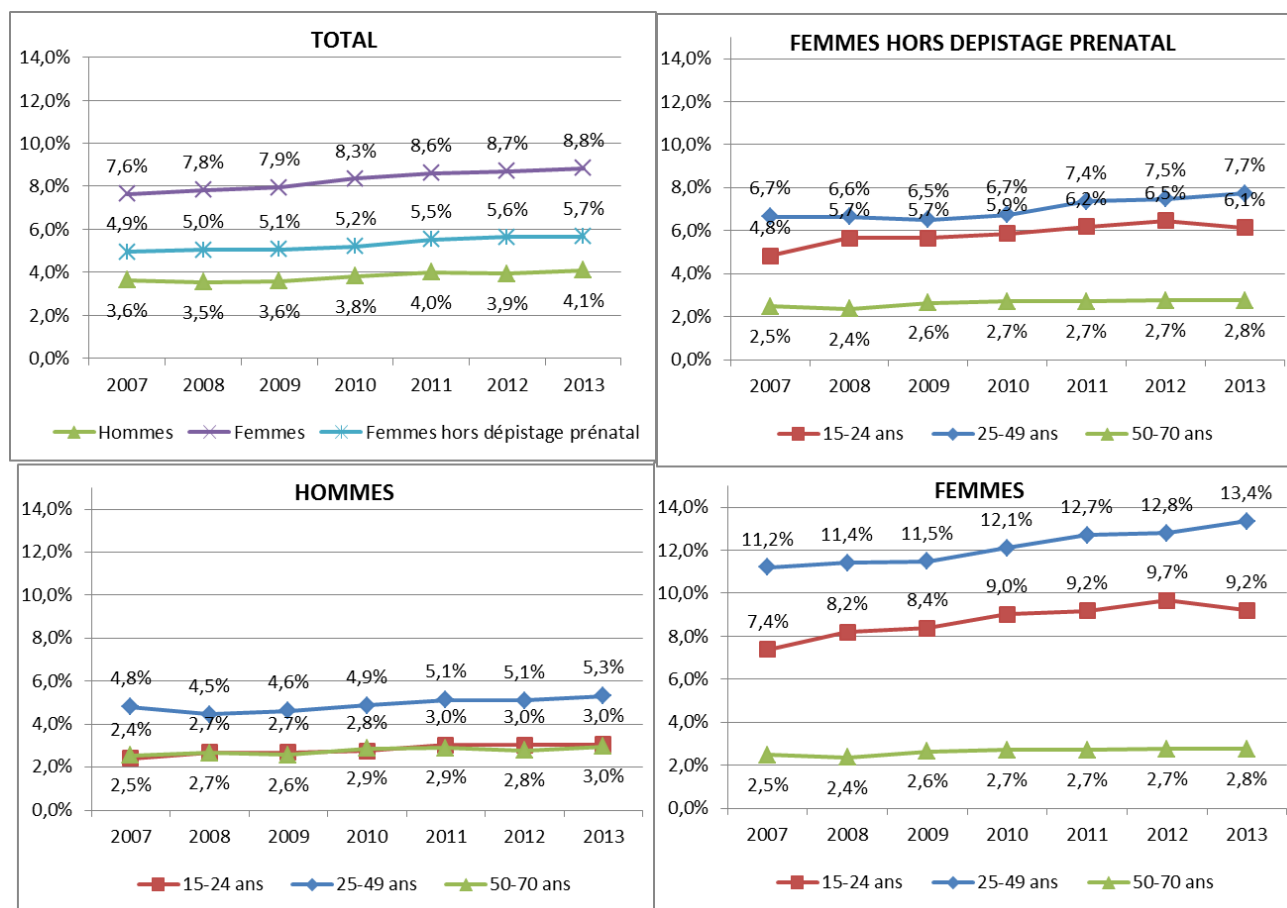 TOTAL
14,0%
12,0%
10,0%
8,0%
6,0%
4,0%
2,0%
0,0%
7,6% 7,8% 7,9% 8,3% 8,6% 8,7% 8,8%
4,9% 5,0% 5,1% 5,2% 5,5% 5,6% 5,7%
3,6% 3,5% 3,6% 3,8% 4,0% 3,9% 4,1%
2007 2008 2009 2010 2011 2012 2013
Hommes Femmes Femmes hors dépistage prénatal
FEMMES HORS DEPISTAGE PRENATAL
14,0%
12,0%
10,0%
8,0%
6,0%
4,0%
2,0%
0,0%
6,7% 6,6% 6,5% 6,7% 7,4% 7,5% 7,7%
4,8% 5,7% 5,7% 5,9% 6,2% 6,5% 6,1%
2,5% 2,4% 2,6% 2,7% 2,7% 2,7% 2,8%
2007 2008 2009 2010 2011 2012 2013
15-24 ans 25-49 ans 50-70 ans
HOMMES
14,0%
12,0%
10,0%
8,0%
6,0%
4,0%
2,0%
0,0%
4,8% 4,5% 4,6% 4,9% 5,1% 5,1% 5,3%
2,4% 2,7% 2,7% 2,8% 3,0% 3,0% 3,0%
2,5% 2,7% 2,6% 2,9% 2,9% 2,8% 3,0%
2007 2008 2009 2010 2011 2012 2013
15-24 ans 25-49 ans 50-70 ans
FEMMES
14,0%
12,0%
10,0%
8,0%
6,0%
4,0%
2,0%
0,0%
11,2% 11,4% 11,5% 12,1% 12,7% 12,8% 13,4%
7,4% 8,2% 8,4% 9,0% 9,2% 9,7% 9,2%
2,5% 2,4% 2,6% 2,7% 2,7% 2,7% 2,8%
2007 2008 2009 2010 2011 2012 2013
15-24 ans 25-49 ans 50-70 ans